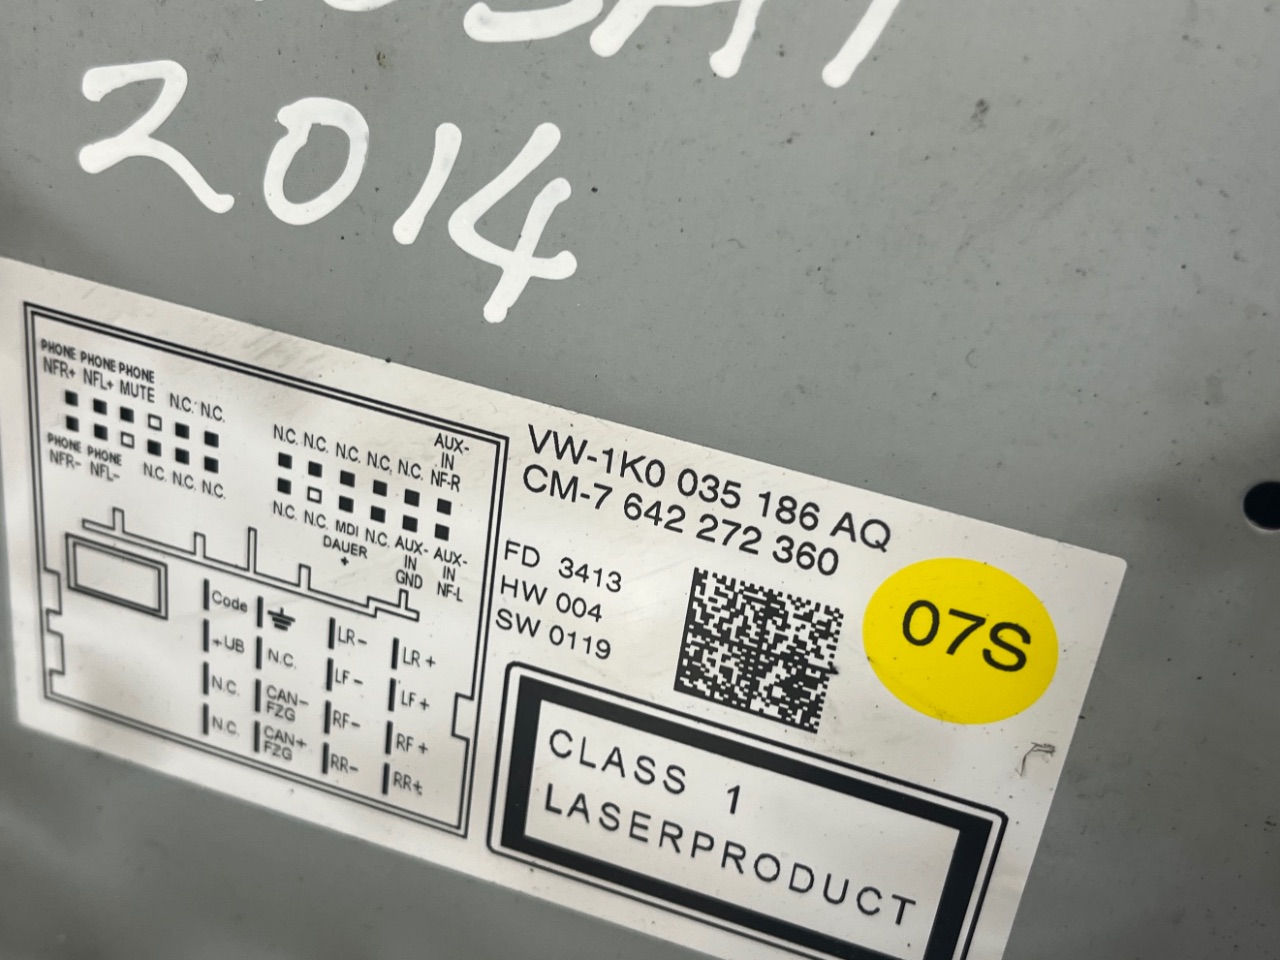 2014
PHONE PHONE PHONE
NFR+ NFL+ MUTE N.C. N.C.
PHONE PHONE
NFR- NFL- N.C. N.C. N.C.
N.C. N.C. N.C. N.C. N.C. AUX-
IN
NF-R
N.C. N.C. MDI N.C. AUX- AUX-
DAUER IN IN
+ GND NF-L
Code LR- LR+
+UB N.C. LF- LF+
N.C. CAN- RF- RF+
FZG
N.C. CAN+ RR- RR+
FZG
VW-1K0 035 186 AQ
CM-7 642 272 360
FD 3413
HW 004
SW 0119
07S
CLASS 1
LASERPRODUCT